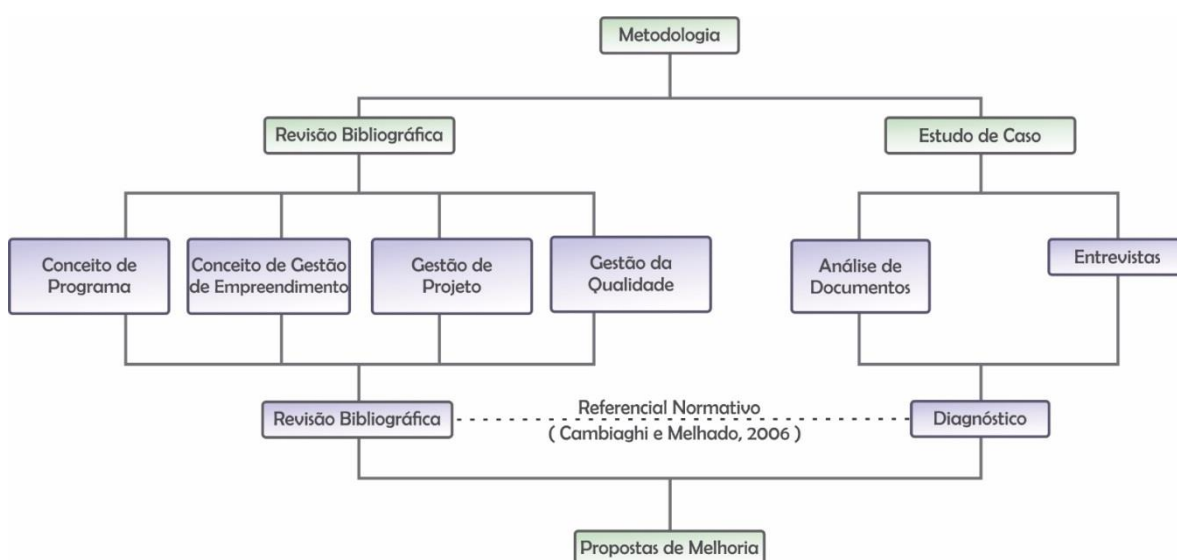 Metodologia
Revisão Bibliográfica
Estudo de Caso
Conceito de
Programa
Conceito de Gestão
de Empreendimento
Gestão de
Projeto
Gestão da
Qualidade
Análise de
Documentos
Entrevistas
Revisão Bibliográfica
Referencial Normativo
( Cambiaghi e Melhado, 2006 )
Diagnóstico
Propostas de Melhoria